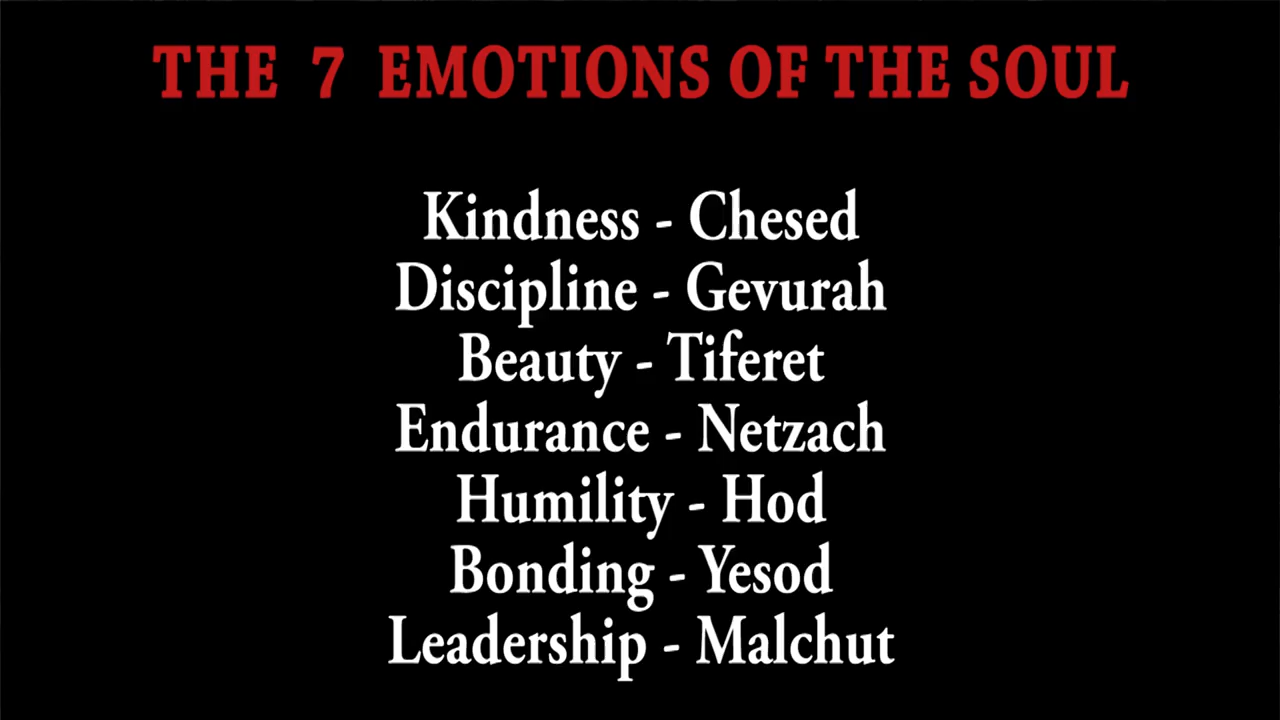 THE 7 EMOTIONS OF THE SOUL
Kindness - Chesed
Discipline - Gevurah
Beauty - Tiferet
Endurance - Netzach
Humility - Hod
Bonding - Yesod
Leadership - Malchut